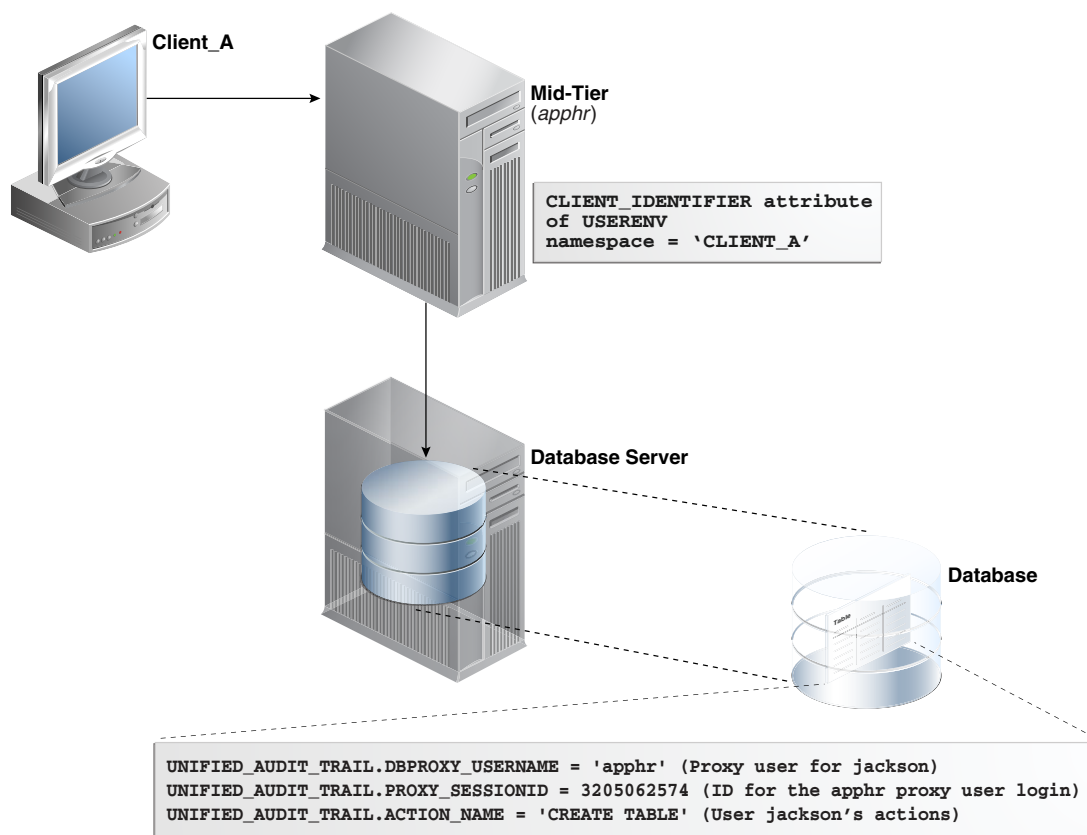 Client_A
Mid-Tier
(apphr)
CLIENT_IDENTIFIER attribute
of USERENV
namespace = ‘CLIENT_A’
Database Server
Database
Table
UNIFIED_AUDIT_TRAIL.DBPROXY_USERNAME = 'apphr' (Proxy user for jackson)
UNIFIED_AUDIT_TRAIL.PROXY_SESSIONID = 3205062574 (ID for the apphr proxy user login)
UNIFIED_AUDIT_TRAIL.ACTION_NAME = 'CREATE TABLE' (User jackson’s actions)